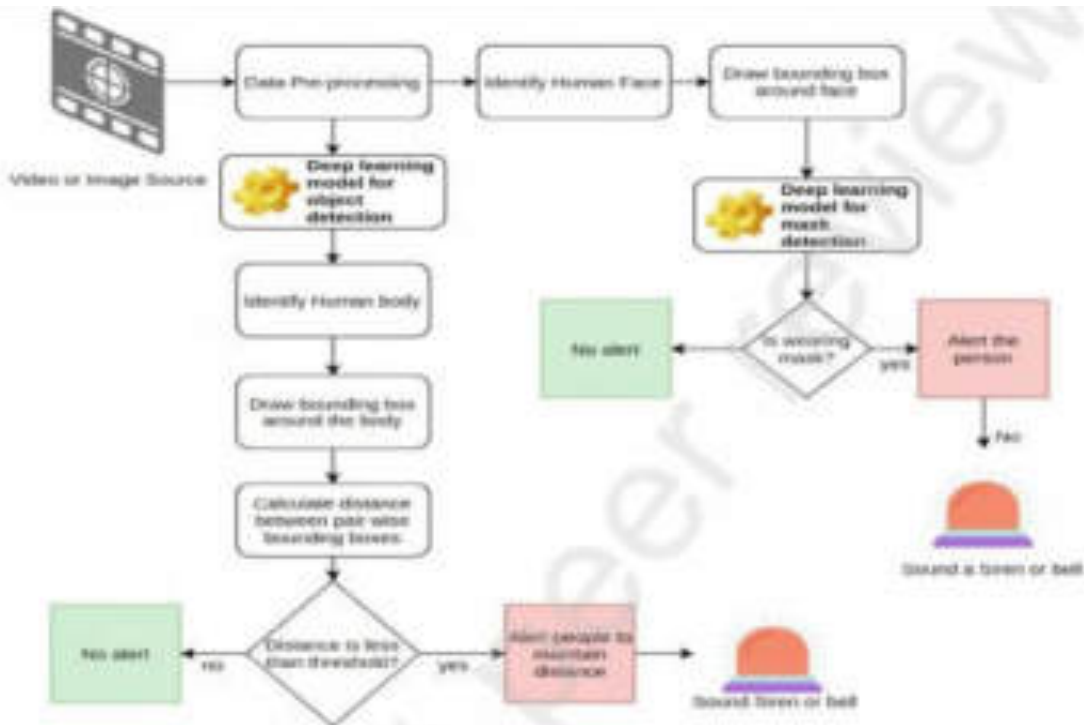 Data Pre-processing
Identify Human Face
Draw bounding box
around face
Video or Image Source
Deep learning
model for
object
detection
Deep learning
model for
mask
detection
Identify Human body
No alert
Is wearing
mask?
yes
Alert the
person
No
Draw bounding box
around the body
Calculate distance
between pair wise
bounding boxes
Sound a Siren or bell
No alert
no
Distance is less
than threshold?
yes
Alert people to
maintain
distance
Sound Siren or bell
eer
view